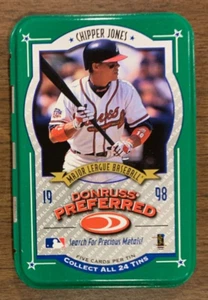 CHIPPER JONES
MAJOR LEAGUE BASEBALL
19 98
DONRUSS
PREFERRED
Search For Precious Metals!
FIVE CARDS PER TIN
COLLECT ALL 24 TINS